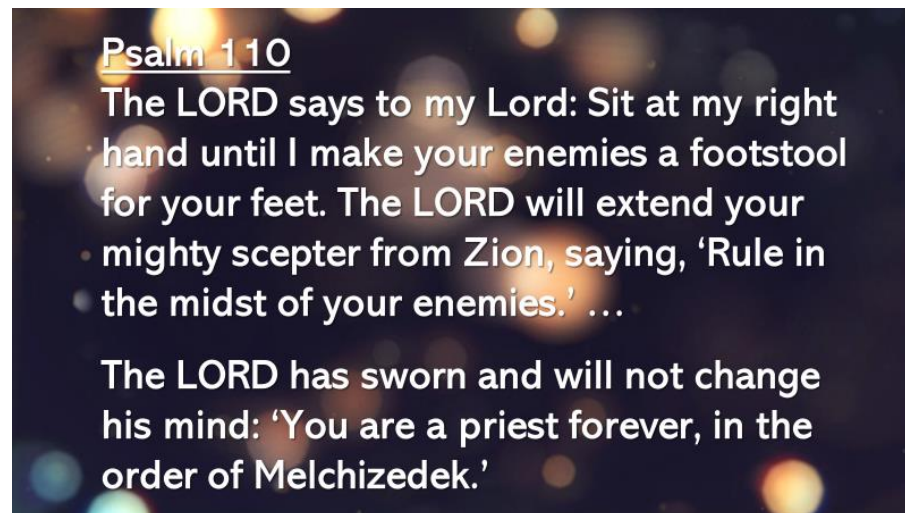 Psalm 110
The LORD says to my Lord: Sit at my right
hand until I make your enemies a footstool
for your feet. The LORD will extend your
mighty scepter from Zion, saying, ‘Rule in
the midst of your enemies.’ …
The LORD has sworn and will not change
his mind: ‘You are a priest forever, in the
order of Melchizedek.’